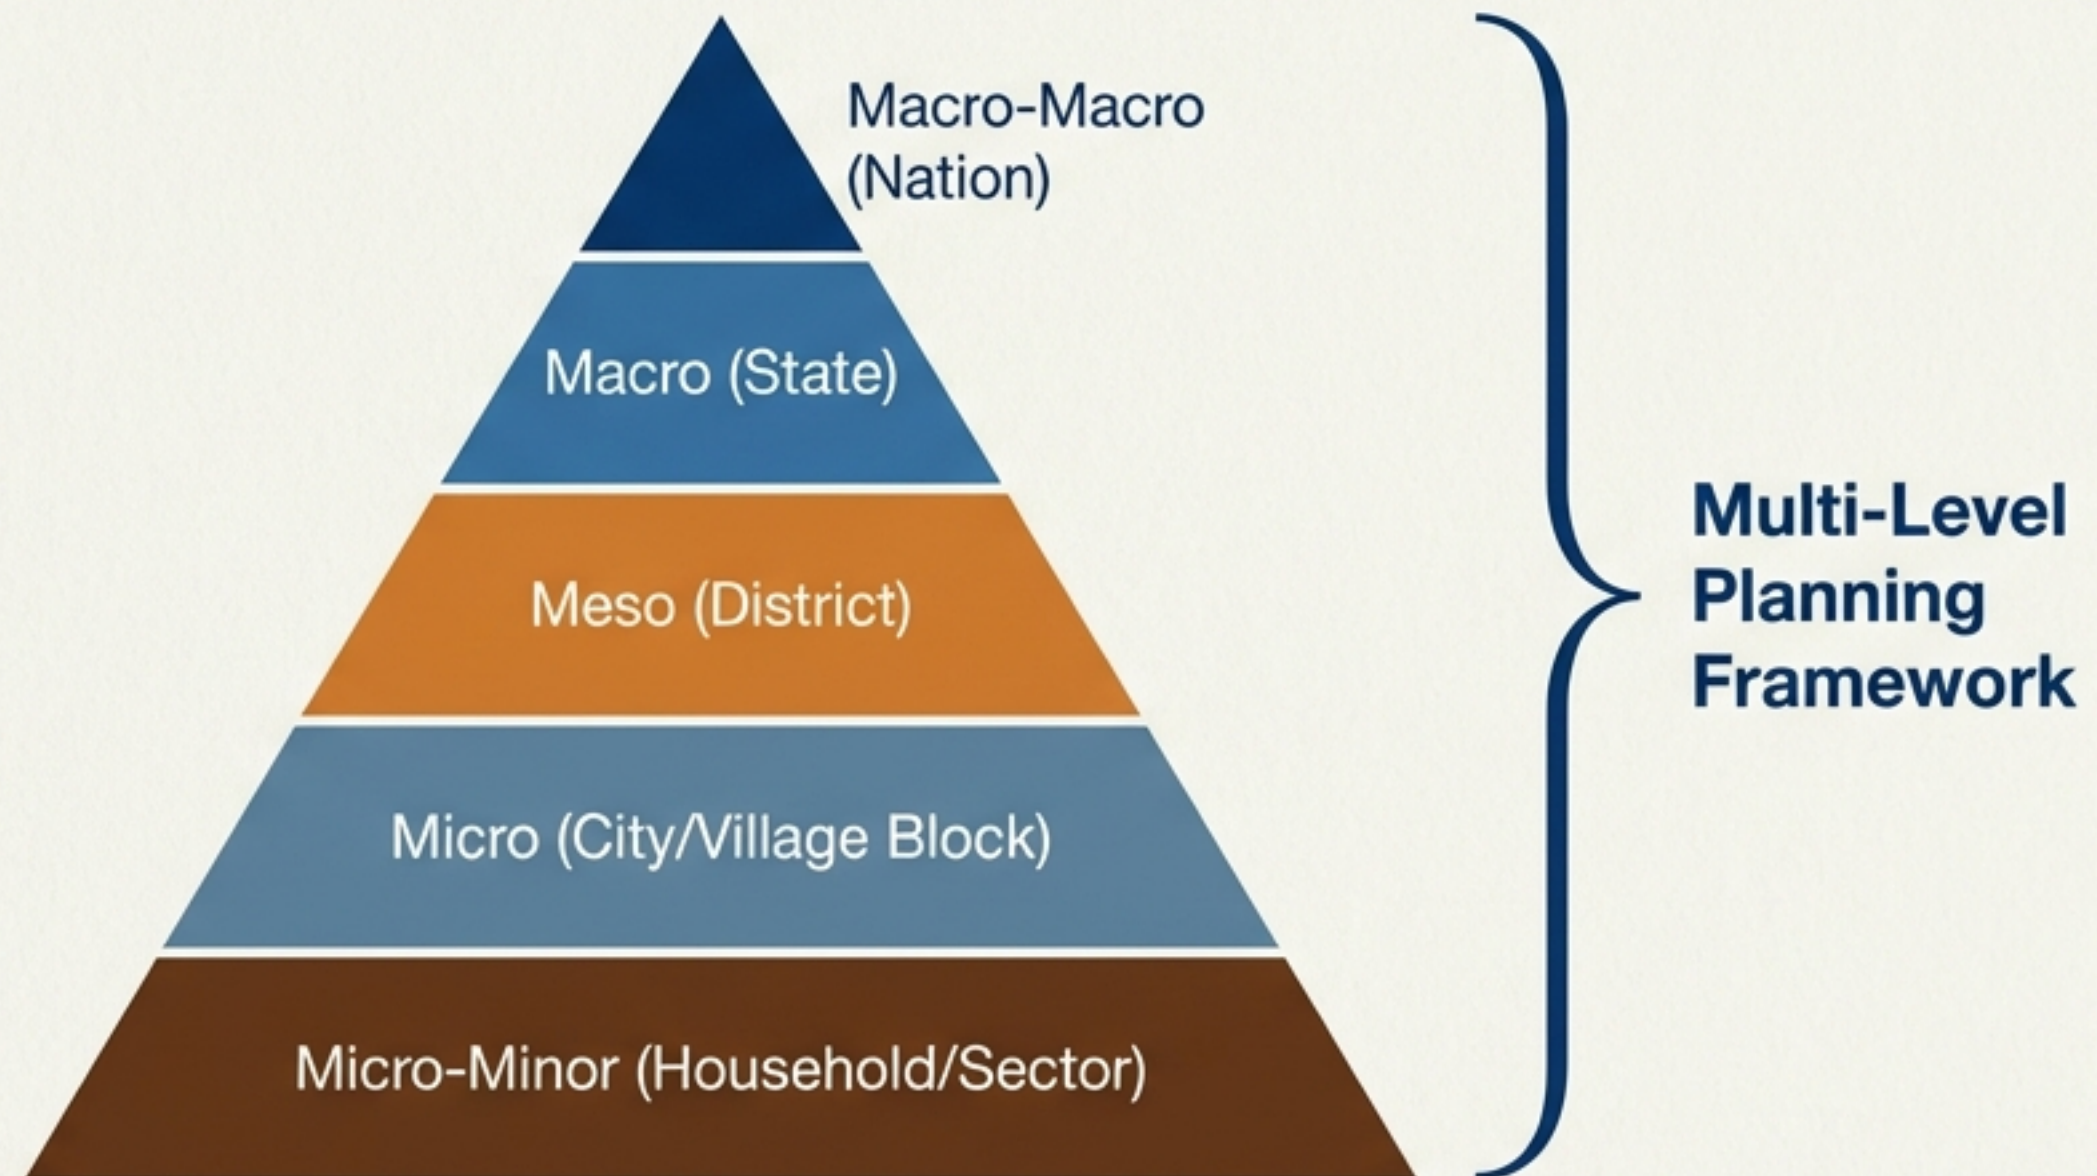 Macro-Macro
(Nation)
Macro (State)
Meso (District)
Micro (City/Village Block)
Micro-Minor (Household/Sector)
Multi-Level
Planning
Framework